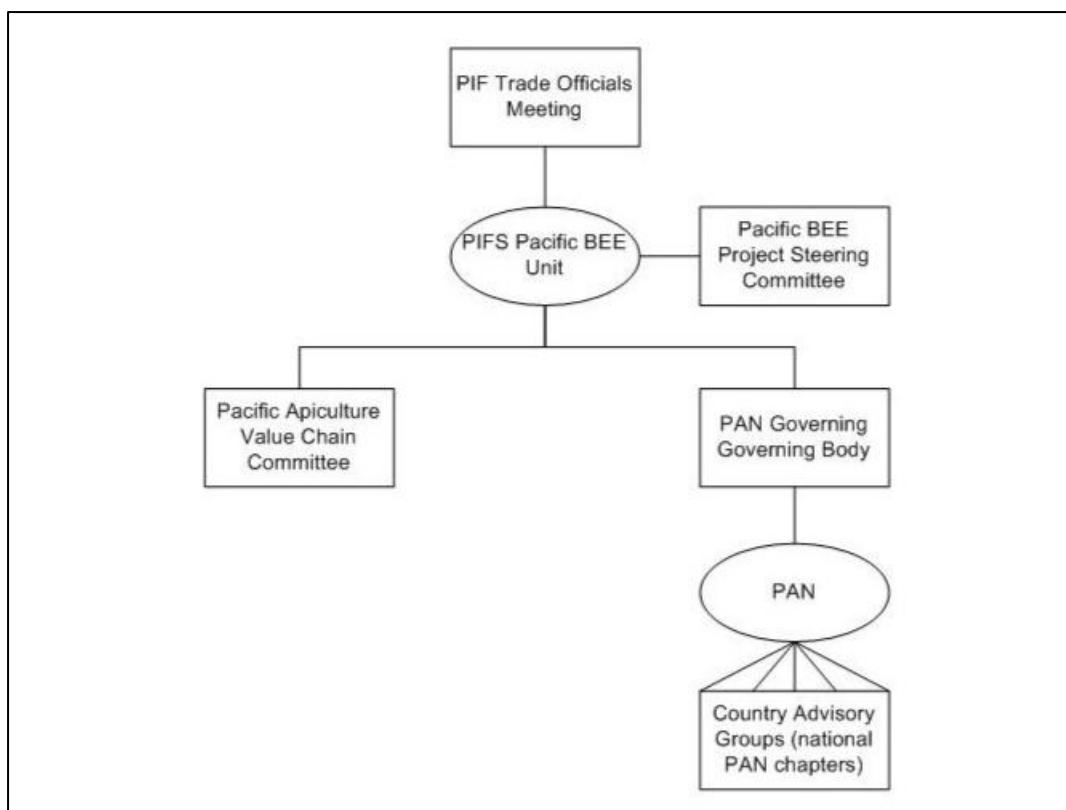 PIF Trade Officials
Meeting
PIFS Pacific BEE
Unit
Pacific BEE
Project Steering
Committee
Pacific Apiculture
Value Chain
Committee
PAN Governing
Governing Body
PAN
Country Advisory
Groups (national
PAN chapters)